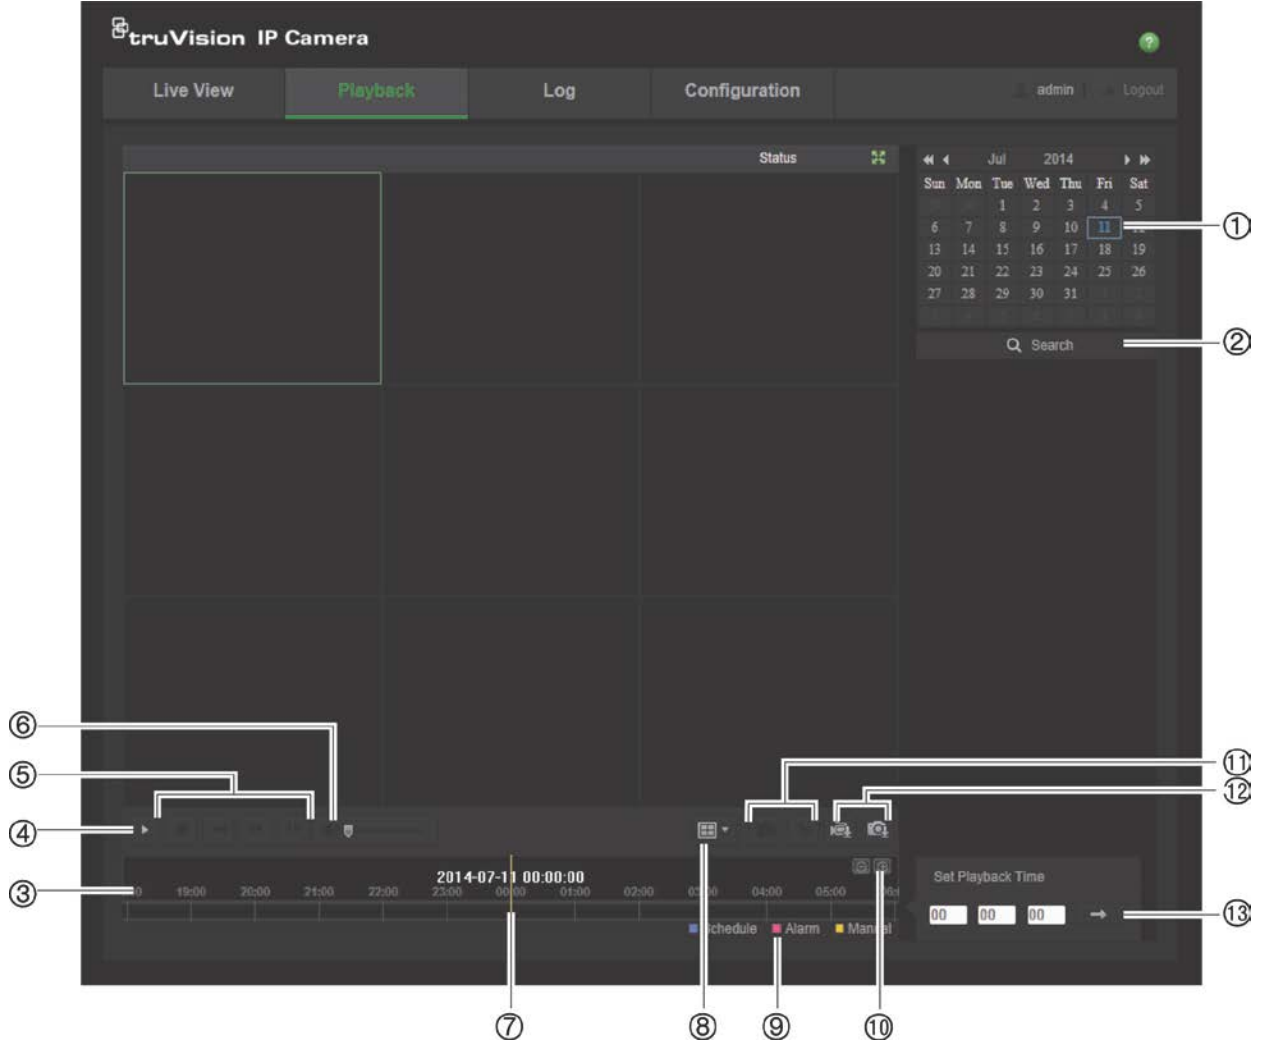 truVision IP Camera
?
Live View Playback Log Configuration admin Logout
Status
Jul 2014
Sun Mon Tue Wed Thu Fri Sat
1 2 3 4 5
6 7 8 9 10 11 12
13 14 15 16 17 18 19
20 21 22 23 24 25 26
27 28 29 30 31
Search
①
②
⑥
⑤
④
③
⑪
⑫
⑬
2014-07-11 00:00:00
19:00 20:00 21:00 22:00 23:00 00:00 01:00 02:00 03:00 04:00 05:00
Schedule Alarm Manual
Set Playback Time
00 00 00
⑦ ⑧ ⑨ ⑩